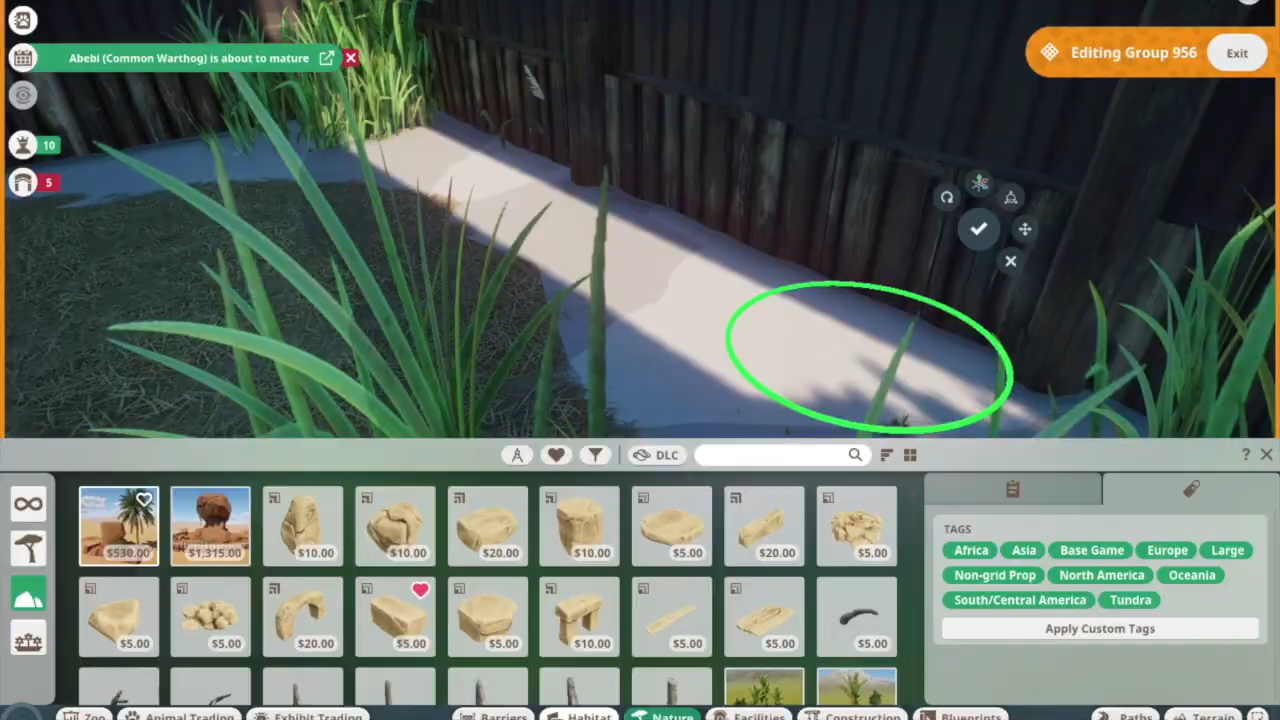 Abebi (Common Warthog) is about to mature
Editing Group 956
Exit
10
5
DLC
?
$530.00
$1,315.00
$10.00
$10.00
$20.00
$10.00
$5.00
$20.00
$5.00
$5.00
$5.00
$20.00
$5.00
$5.00
$10.00
$5.00
$5.00
$5.00
TAGS
Africa
Asia
Base Game
Europe
Large
Non-grid Prop
North America
Oceania
South/Central America
Tundra
Apply Custom Tags
Zoo
Animal Trading
Exhibit Trading
Barriers
Habitat
Nature
Facilities
Construction
Blueprints
Paths
Terrain